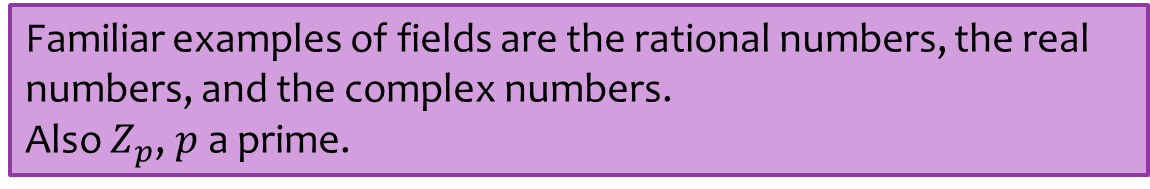 Familiar examples of fields are the rational numbers, the real
numbers, and the complex numbers.
Also $Z_p$, $p$ a prime.